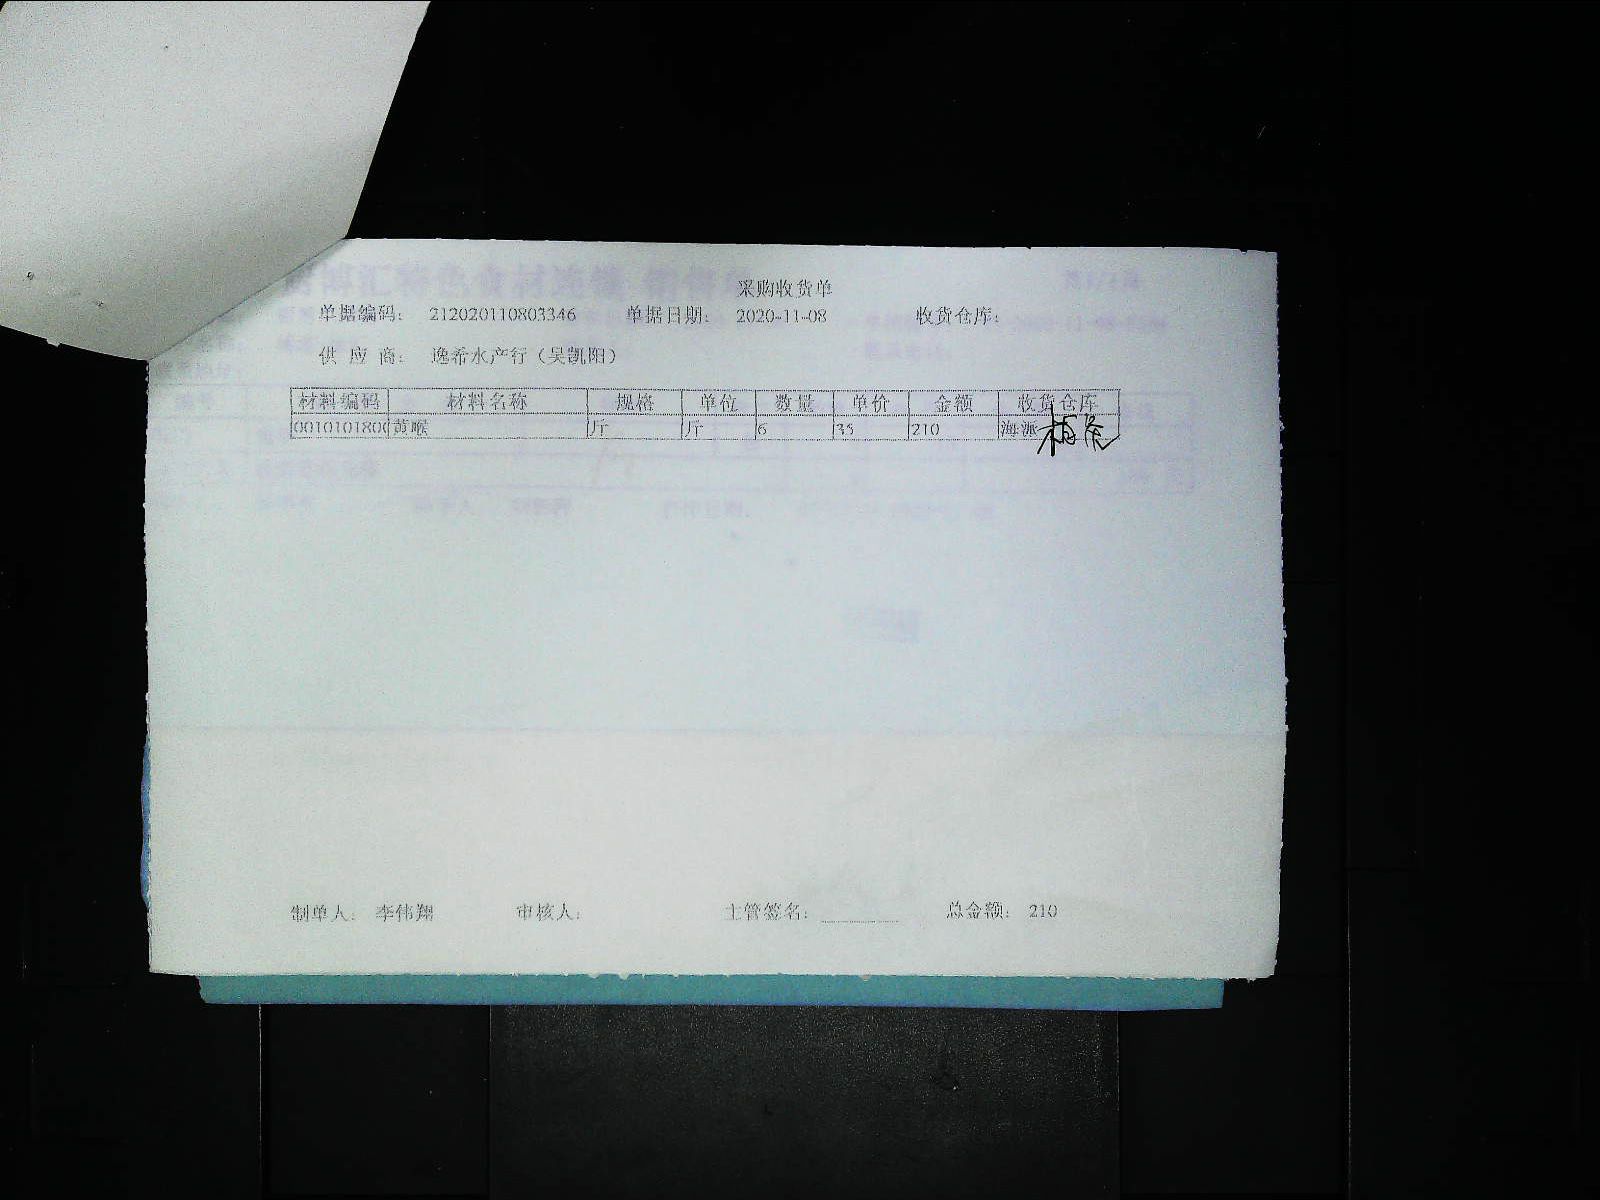 采购收货单
单据编码： 212020110803346 单据日期： 2020-11-08 收货仓库：
供 应 商： 逸希水产行（吴凯阳）
材料编码 材料名称 规格 单位 数量 单价 金额 收货仓库
0010101800 黄喉 斤 斤 6 35 210 海派
制单人： 李伟翔 审核人： 主管签名： 总金额： 210